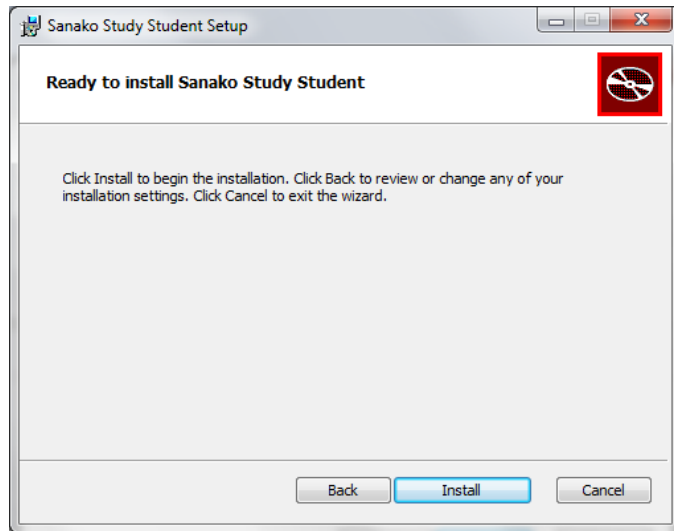 Sanako Study Student Setup
Ready to install Sanako Study Student
Click Install to begin the installation. Click Back to review or change any of your
installation settings. Click Cancel to exit the wizard.
Back
Install
Cancel